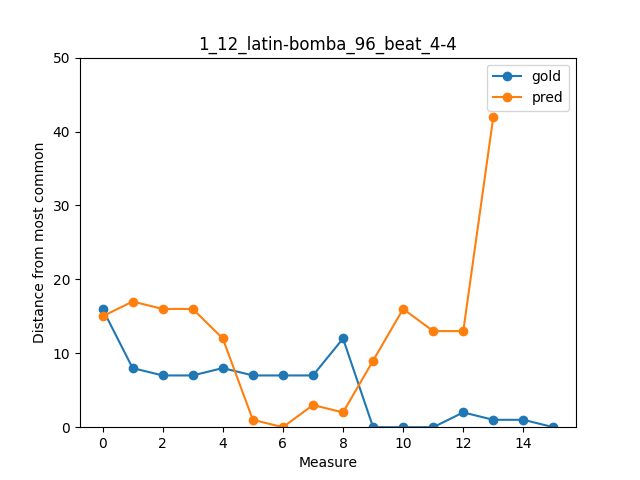 1_12_latin-bomba_96_beat_4-4
gold
pred
Distance from most common
50
40
30
20
10
0
0 2 4 6 8 10 12 14
Measure